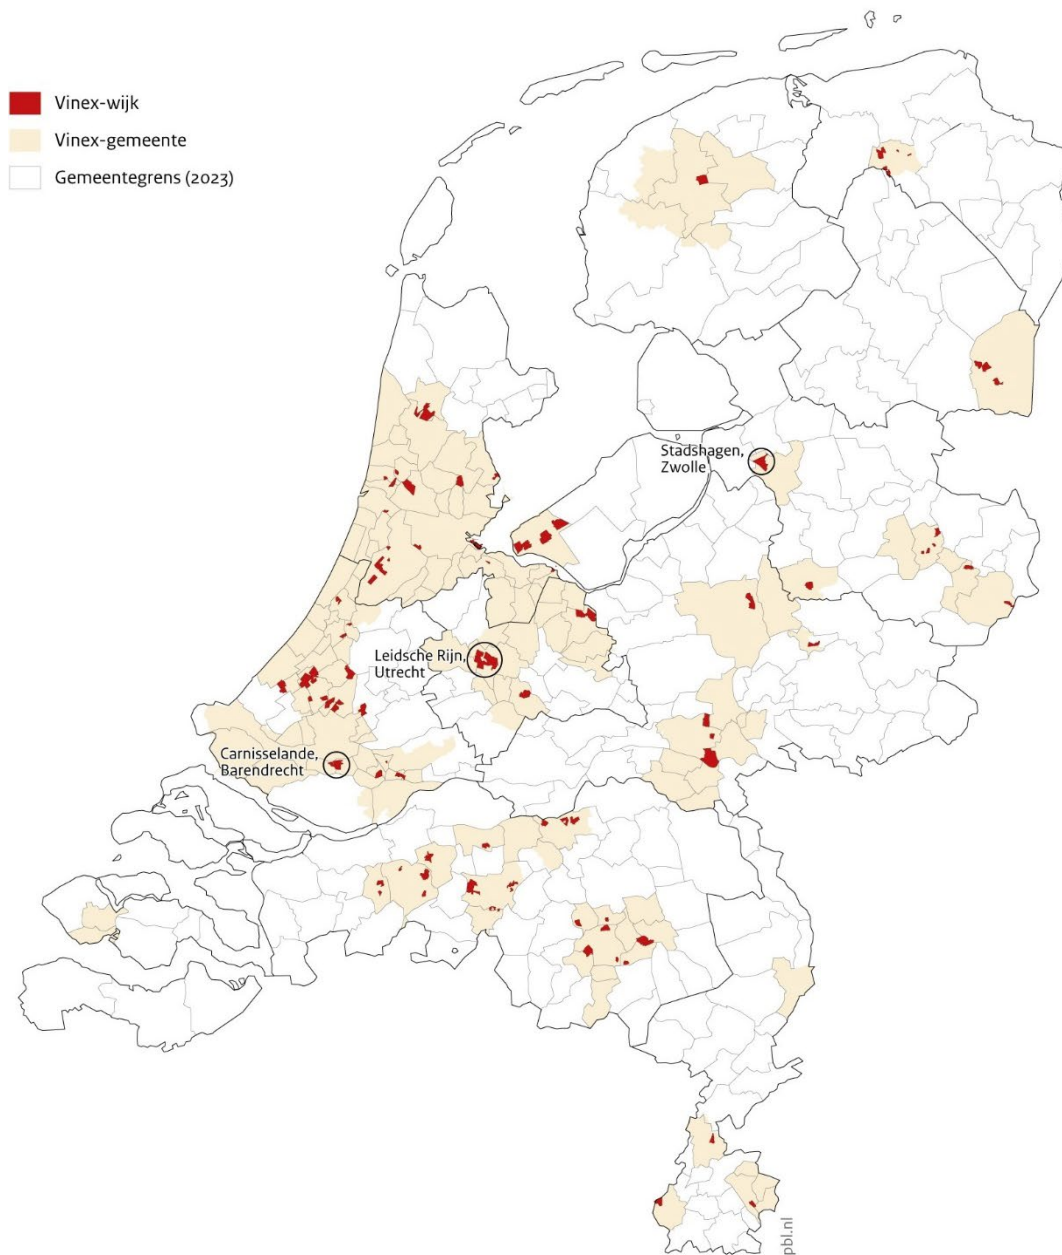 Vinex-wijk
Vinex-gemeente
Gemeentegrens (2023)
Stadshagen,
Zwolle
Leidsche Rijn,
Utrecht
Carnisselande,
Barendrecht
pbl.nl